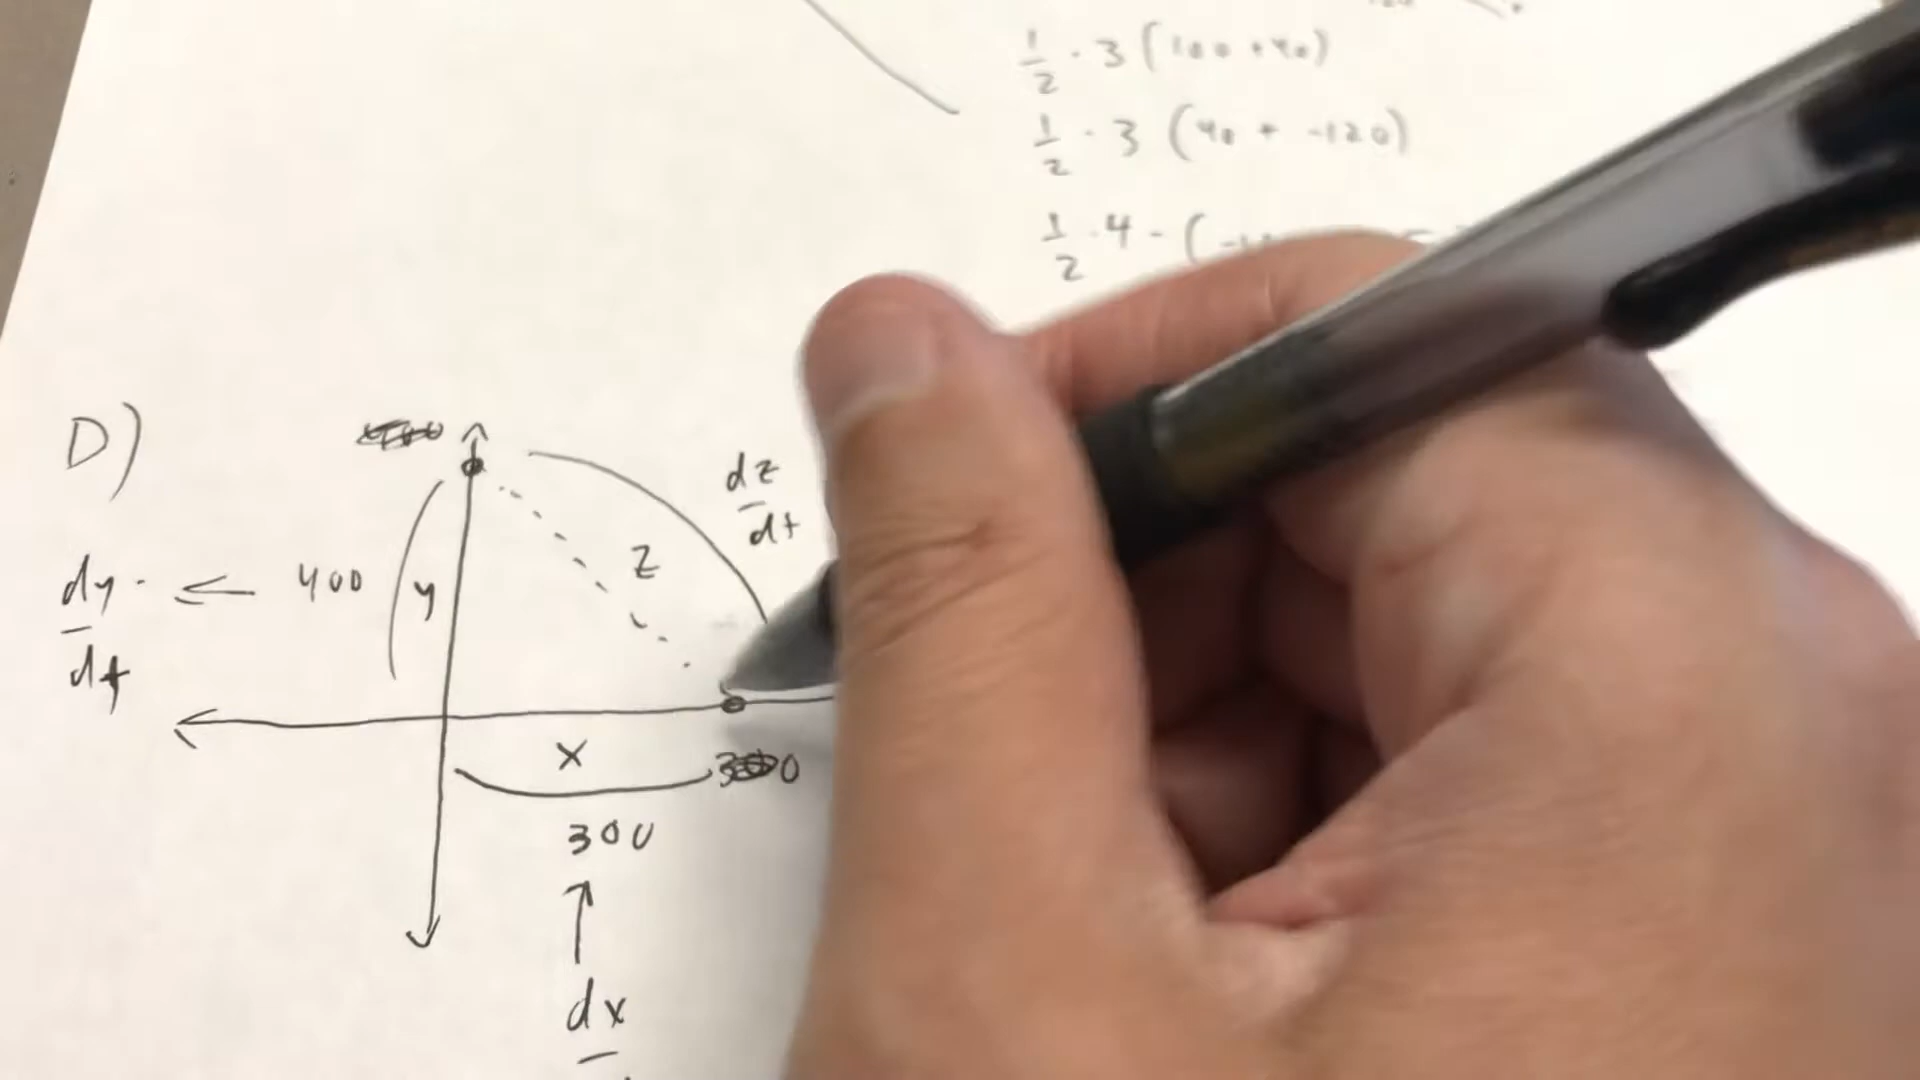 1/2 · 3 (100 + 40)
1/2 · 3 (40 + -120)
1/2 · 4 - (
D)
dz/dt
dy/dt
400
y
z
x
300
dx